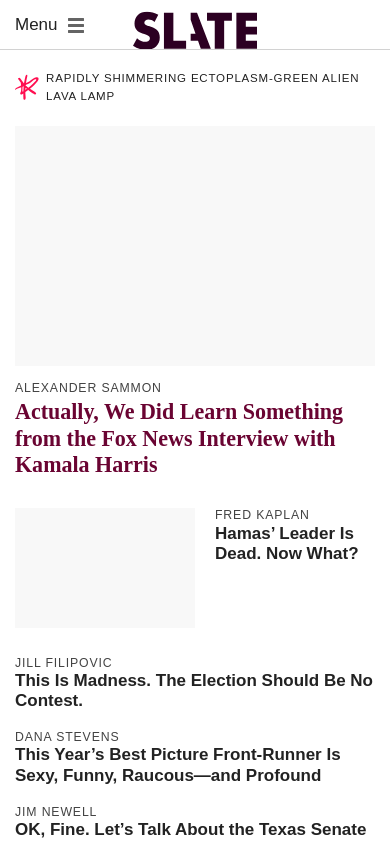 Menu
SLATE
RAPIDLY SHIMMERING ECTOPLASM-GREEN ALIEN
LAVA LAMP
ALEXANDER SAMMON
Actually, We Did Learn Something
from the Fox News Interview with
Kamala Harris
FRED KAPLAN
Hamas’ Leader Is
Dead. Now What?
JILL FILIPOVIC
This Is Madness. The Election Should Be No
Contest.
DANA STEVENS
This Year’s Best Picture Front-Runner Is
Sexy, Funny, Raucous—and Profound
JIM NEWELL
OK, Fine. Let’s Talk About the Texas Senate